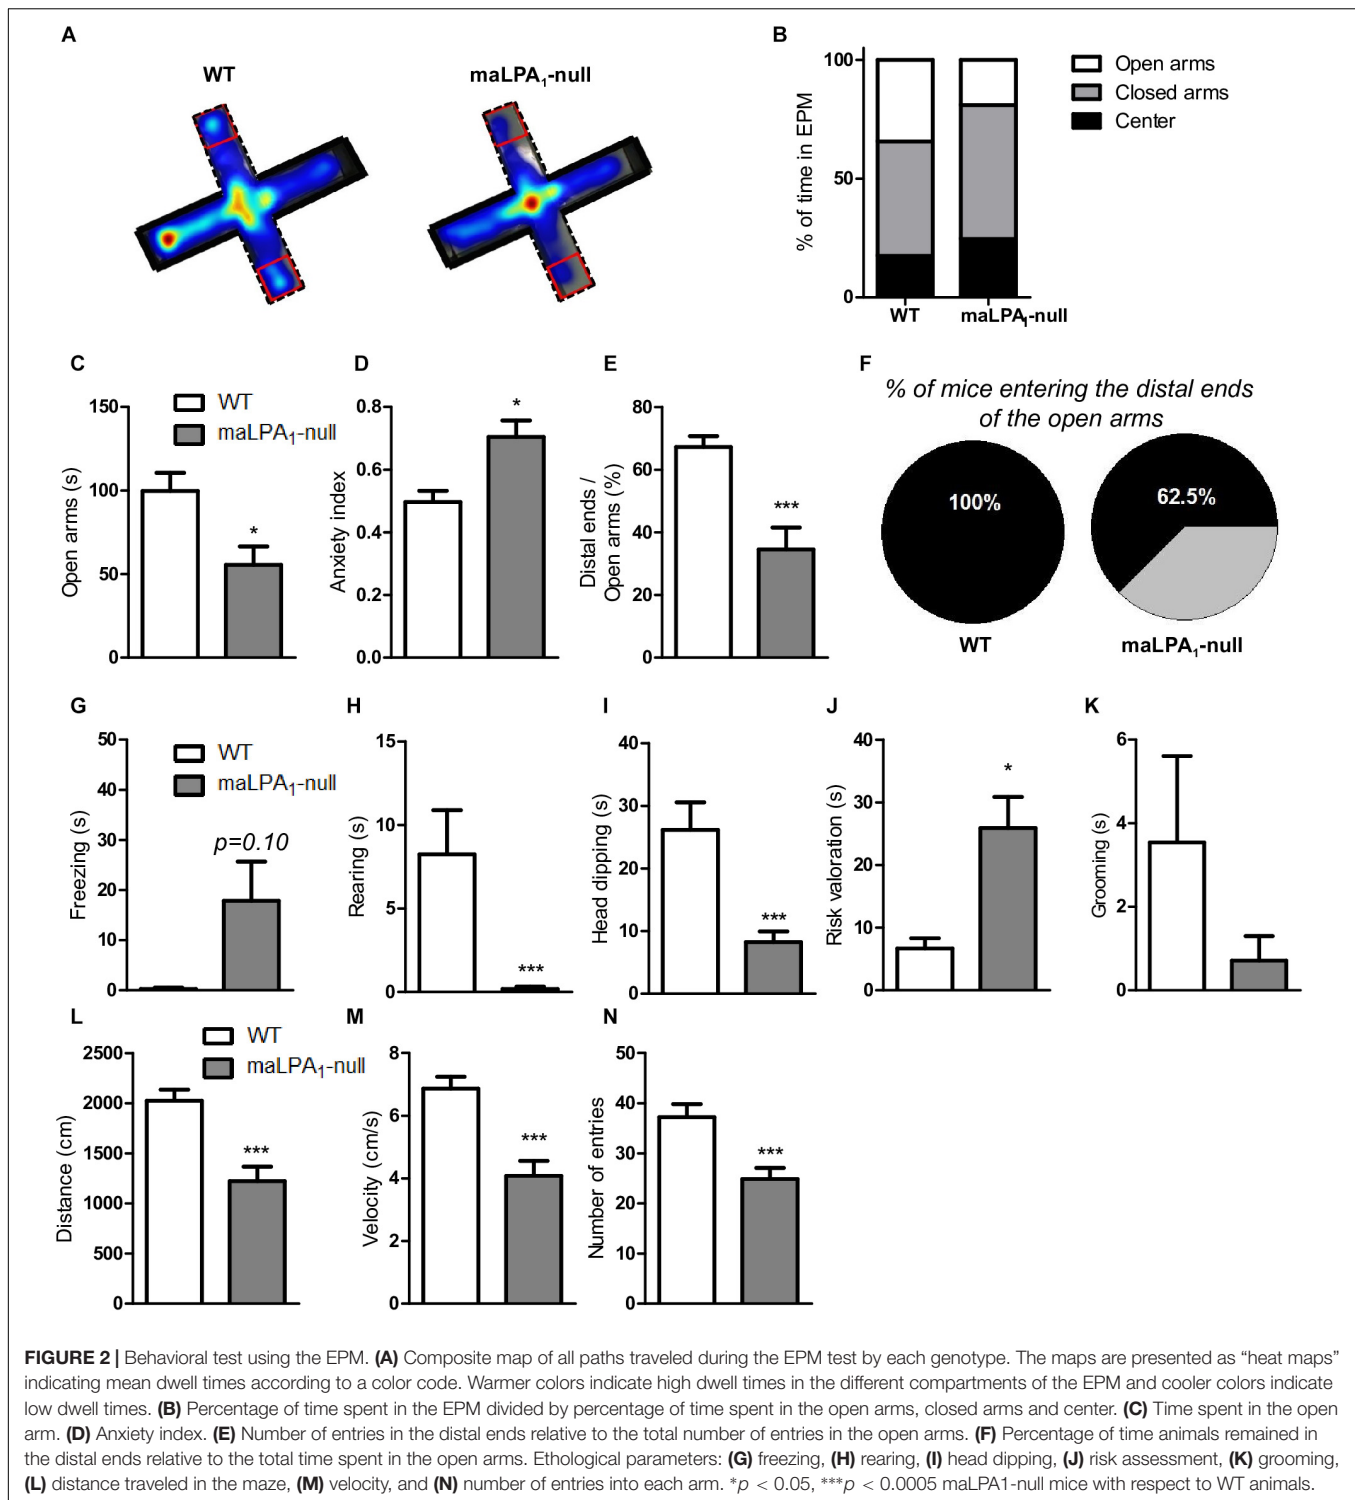 A
WT
maLPA1-null
B
% of time in EPM
100
50
0
WT
maLPA1-null
Open arms
Closed arms
Center
C
Open arms (s)
150
100
50
0
WT
maLPA1-null
*
D
Anxiety index
0.8
0.6
0.4
0.2
0.0
*
E
Distal ends /
Open arms (%)
80
60
40
20
0
***
F
% of mice entering the distal ends
of the open arms
100%
62.5%
WT
maLPA1-null
G
Freezing (s)
50
40
30
20
10
0
WT
maLPA1-null
p=0.10
H
Rearing (s)
15
10
5
0
***
I
Head dipping (s)
40
30
20
10
0
***
J
Risk valoration (s)
40
30
20
10
0
*
K
Grooming (s)
6
4
2
0
L
Distance (cm)
2500
2000
1500
1000
500
0
WT
maLPA1-null
***
M
Velocity (cm/s)
8
6
4
2
0
***
N
Number of entries
50
40
30
20
10
0
***
FIGURE 2 | Behavioral test using the EPM. (A) Composite map of all paths traveled during the EPM test by each genotype. The maps are presented as “heat maps”
indicating mean dwell times according to a color code. Warmer colors indicate high dwell times in the different compartments of the EPM and cooler colors indicate
low dwell times. (B) Percentage of time spent in the EPM divided by percentage of time spent in the open arms, closed arms and center. (C) Time spent in the open
arm. (D) Anxiety index. (E) Number of entries in the distal ends relative to the total number of entries in the open arms. (F) Percentage of time animals remained in
the distal ends relative to the total time spent in the open arms. Ethological parameters: (G) freezing, (H) rearing, (I) head dipping, (J) risk assessment, (K) grooming,
(L) distance traveled in the maze, (M) velocity, and (N) number of entries into each arm. *p < 0.05, ***p < 0.0005 maLPA1-null mice with respect to WT animals.